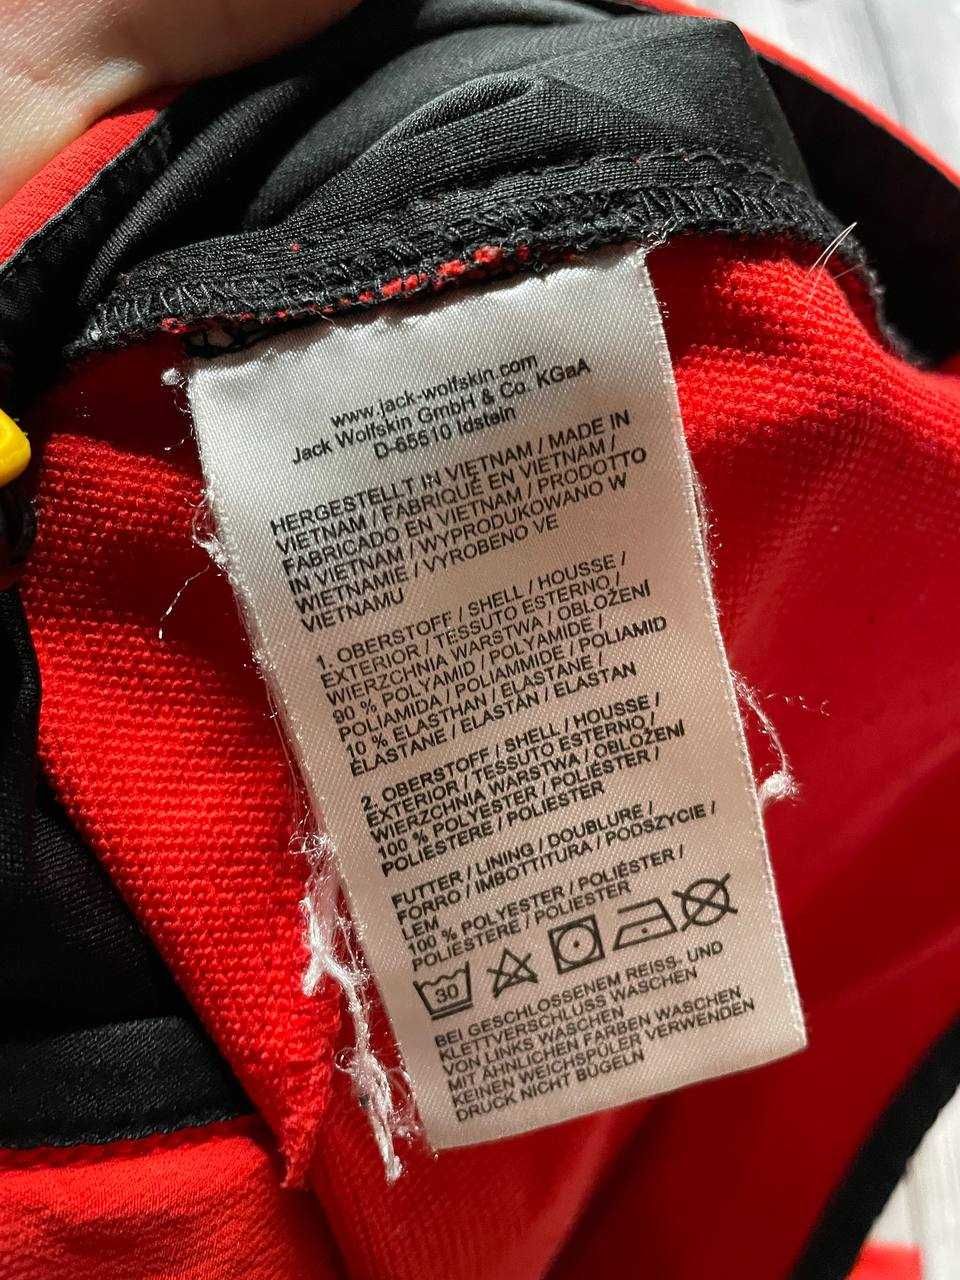 www.jack-wolfskin.com
Jack Wolfskin GmbH & Co. KGaA
D-65510 Idstein
HERGESTELLT IN VIETNAM / MADE IN
VIETNAM / FABRIQUÉ EN VIETNAM /
FABRICADO EN VIETNAM / PRODOTTO
IN VIETNAM / WYPRODUKOWANO W
WIETNAMIE / VYROBENO VE
VIETNAMU
1. OBERSTOFF / SHELL / HOUSSE /
EXTERIOR / TESSUTO ESTERNO /
WIERZCHNIA WARSTWA / OBLOŽENÍ
90 % POLYAMID / POLYAMIDE /
POLIAMIDA / POLIAMMIDE / POLIAMID
10 % ELASTHAN / ELASTANE /
ELASTANE / ELASTAN / ELASTAN
2. OBERSTOFF / SHELL / HOUSSE /
EXTERIOR / TESSUTO ESTERNO /
WIERZCHNIA WARSTWA / OBLOŽENÍ
100 % POLYESTER / POLIÉSTER /
POLIESTERE / POLIESTER
FUTTER / LINING / DOUBLURE /
FORRO / IMBOTTITURA / PODSZYCIE /
LEM
100 % POLYESTER / POLIÉSTER /
POLIESTERE / POLIESTER
30
BEI GESCHLOSSENEM REISS- UND
KLETTVERSCHLUSS WASCHEN
VON LINKS WASCHEN
MIT ÄHNLICHEN FARBEN WASCHEN
KEINEN WEICHSPÜLER VERWENDEN
DRUCK NICHT BÜGELN